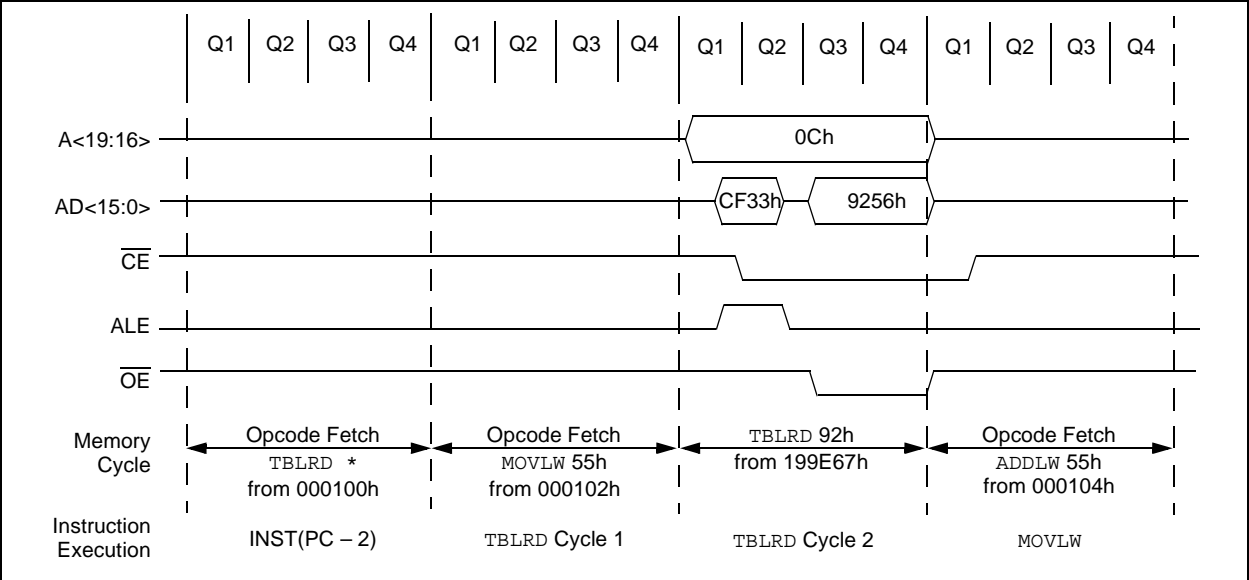 Q1 Q2 Q3 Q4 Q1 Q2 Q3 Q4 Q1 Q2 Q3 Q4 Q1 Q2 Q3 Q4
A<19:16> 0Ch
AD<15:0> CF33h 9256h
CE
ALE
OE
Memory Cycle
Opcode Fetch
TBLRD *
from 000100h
Opcode Fetch
MOVLW 55h
from 000102h
TBLRD 92h
from 199E67h
Opcode Fetch
ADDLW 55h
from 000104h
Instruction Execution
INST(PC – 2)
TBLRD Cycle 1
TBLRD Cycle 2
MOVLW